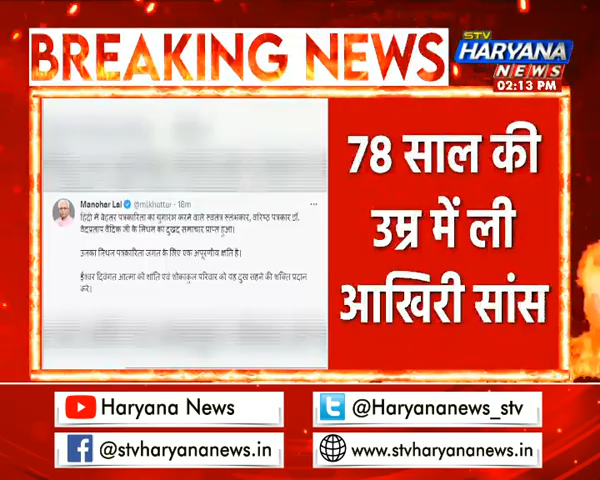 BREAKING NEWS
STV
HARYANA
NEWS
02:13 PM
Manohar Lal @mlkhattar · 18m
हिंदी में बेहतर पत्रकारिता का युगारंभ करने वाले स्वतंत्र स्तंभकार, वरिष्ठ पत्रकार डॉ.
वेदप्रताप वैदिक जी के निधन का दुखद समाचार प्राप्त हुआ।
उनका निधन पत्रकारिता जगत के लिए एक अपूरणीय क्षति है।
ईश्वर दिवंगत आत्मा को शांति एवं शोकाकुल परिवार को यह दुख सहने की शक्ति प्रदान
करे।
78 साल की
उम्र में ली
आखिरी सांस
Haryana News
@Haryananews_stv
@stvharyananews.in
www.stvharyananews.in